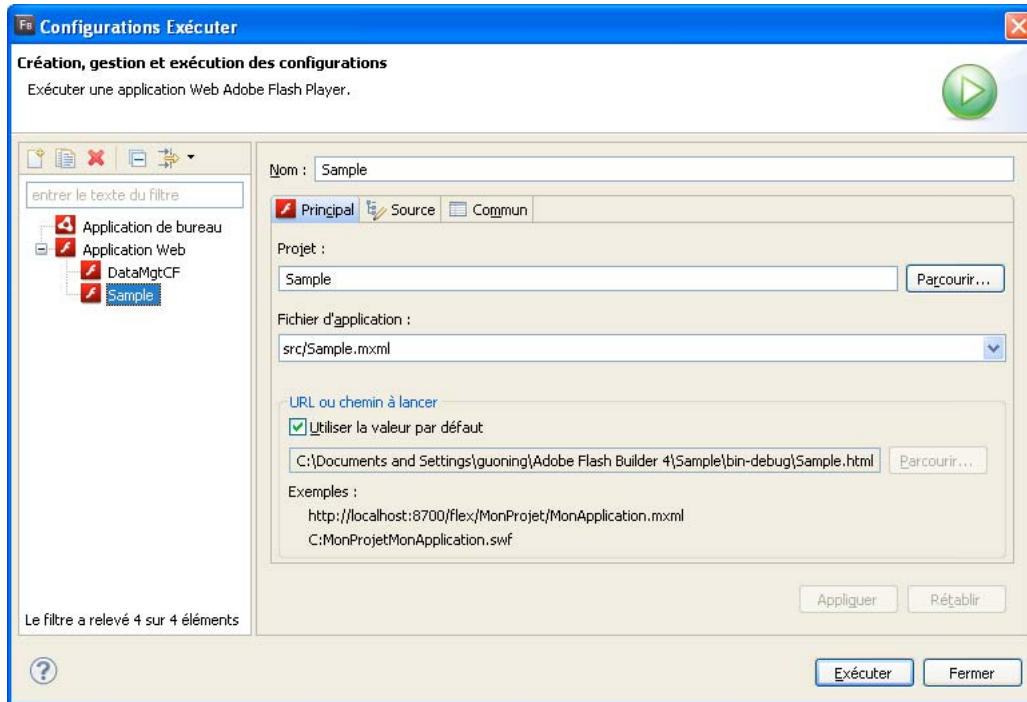 FB Configurations Exécuter
Création, gestion et exécution des configurations
Exécuter une application Web Adobe Flash Player.
entrer le texte du filtre
Application de bureau
Application Web
DataMgtCF
Sample
Le filtre a relevé 4 sur 4 éléments
Nom : Sample
Principal Source Commun
Projet :
Sample Parcourir...
Fichier d'application :
src/Sample.mxml
URL ou chemin à lancer
Utiliser la valeur par défaut
C:\Documents and Settings\guoning\Adobe Flash Builder 4\Sample\bin-debug\Sample.html Parcourir...
Exemples :
http://localhost:8700/flex/MonProjet/MonApplication.mxml
C:MonProjetMonApplication.swf
Appliquer Rétablir
? Exécuter Fermer